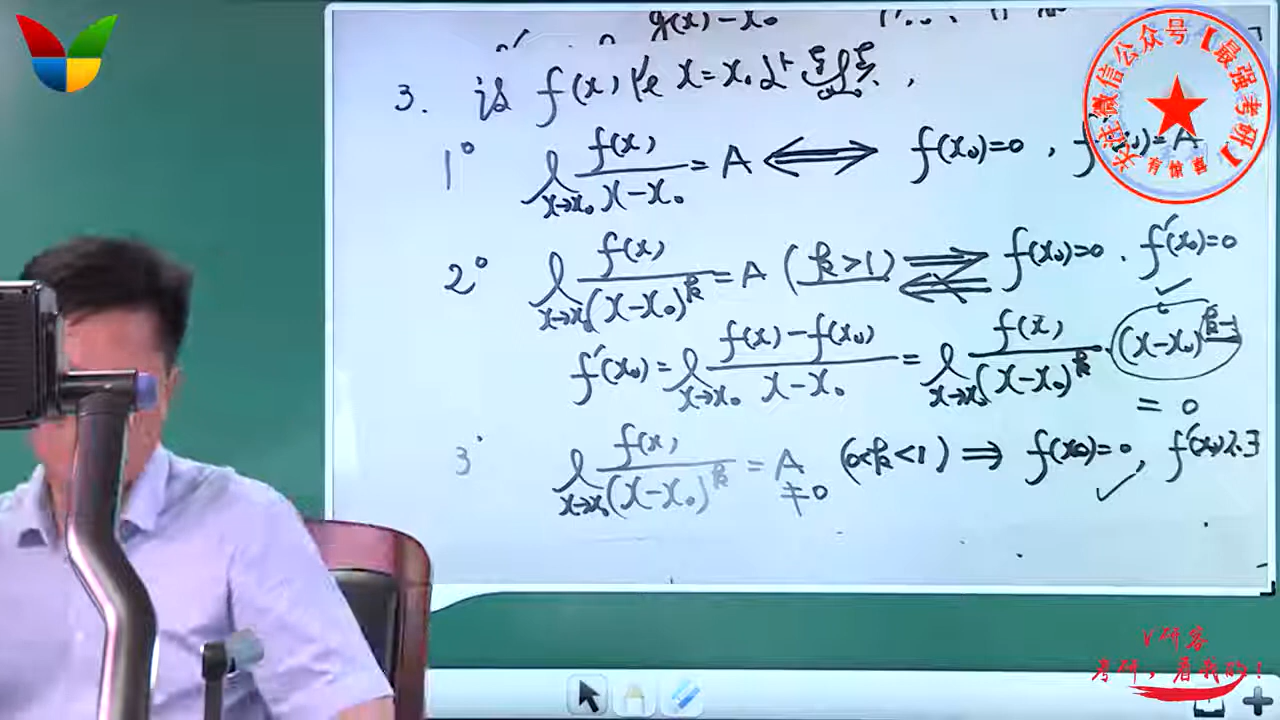 g(x)-x₀
3. 设 f(x) 在 x=x₀ 处连续,
1° lim_{x→x₀} f(x)/(x-x₀) = A ⟺ f(x₀)=0, f'(x₀)=A
2° lim_{x→x₀} f(x)/(x-x₀)^k = A (k>1) ⇄ f(x₀)=0, f'(x₀)=0 ✓
f'(x₀) = lim_{x→x₀} (f(x)-f(x₀))/(x-x₀) = lim_{x→x₀} f(x)/(x-x₀)^k · (x-x₀)^{k-1}
= 0
3° lim_{x→x₀} f(x)/(x-x₀)^k = A ≠0 (0<k<1) ⟹ f(x₀)=0, ✓ f'(x₀)不∃
关注微信公众号【最强考研】
V研客
考研,看我的!